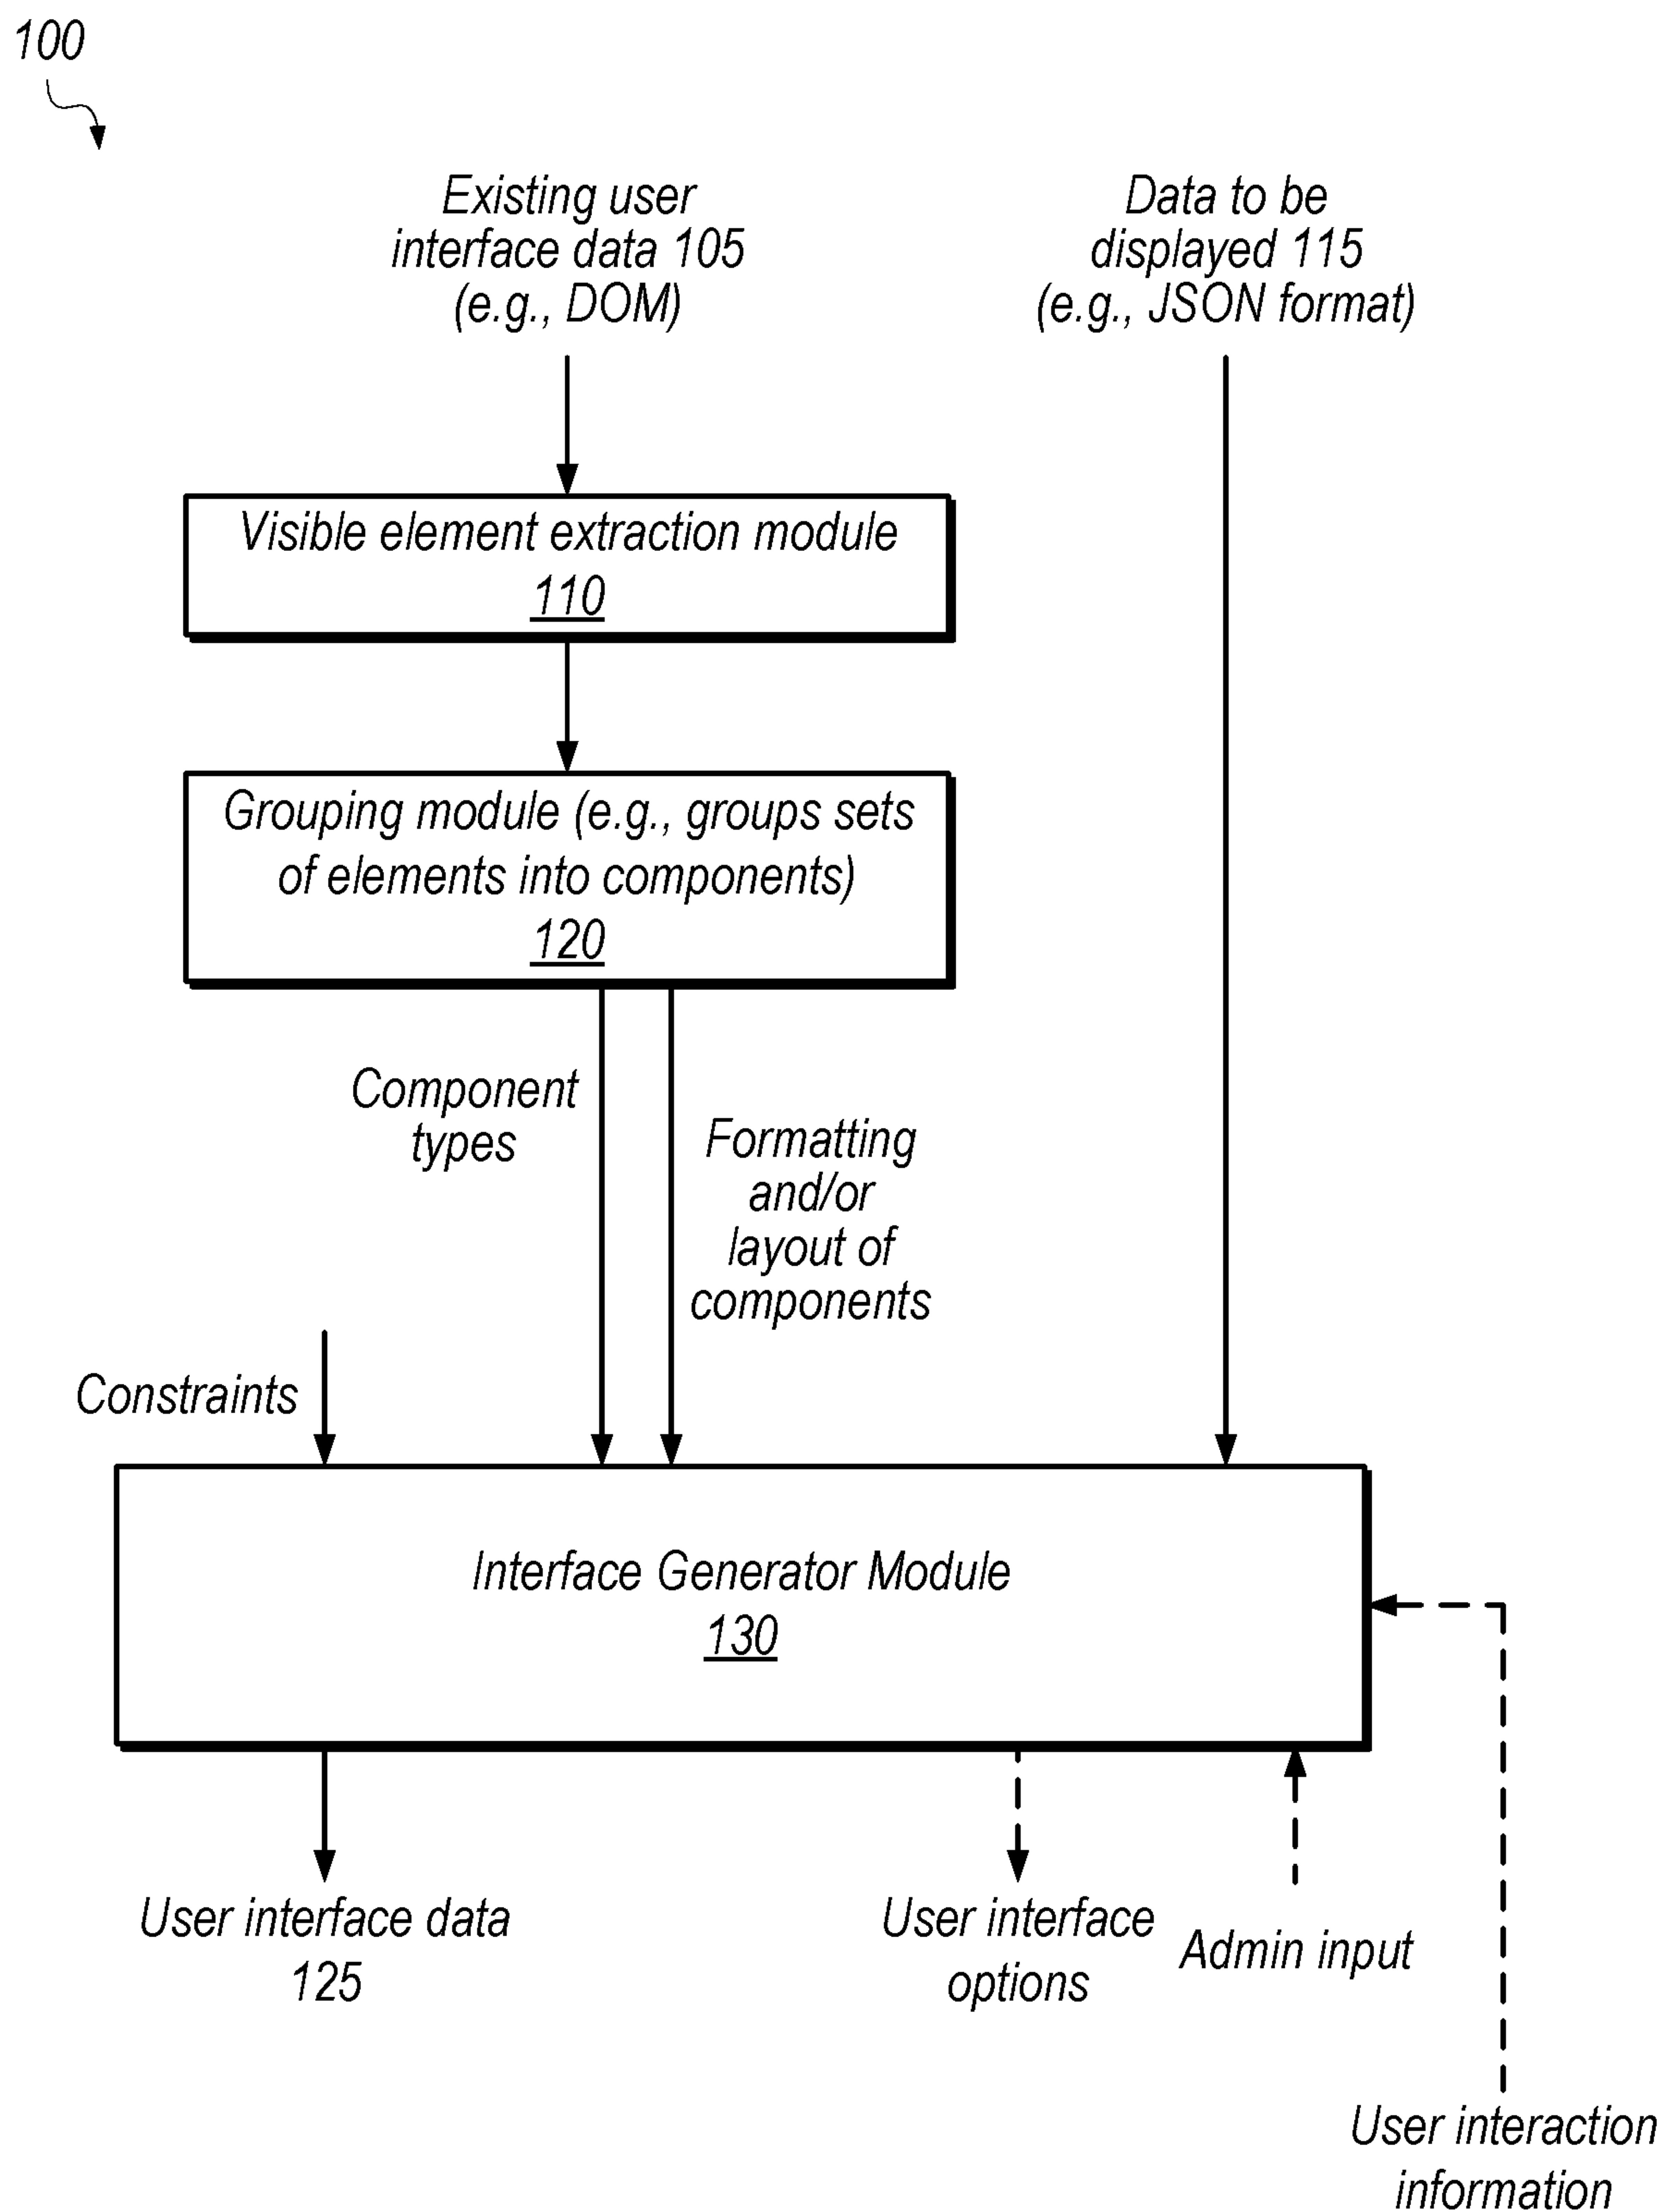 100
Existing user
interface data 105
(e.g., DOM)
Data to be
displayed 115
(e.g., JSON format)
Visible element extraction module
110
Grouping module (e.g., groups sets
of elements into components)
120
Component
types
Formatting
and/or
layout of
components
Constraints
Interface Generator Module
130
User interface data
125
User interface
options
Admin input
User interaction
information